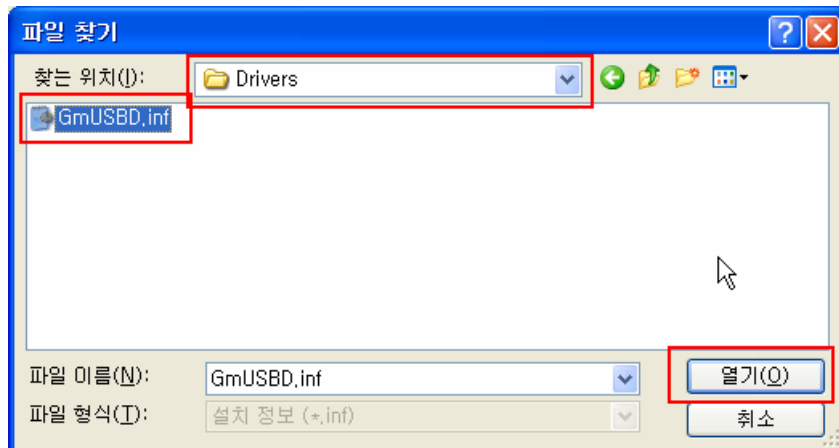 파일 찾기
찾는 위치(I):
Drivers
GmUSBD.inf
파일 이름(N):
GmUSBD.inf
열기(O)
파일 형식(T):
설치 정보 (*.inf)
취소